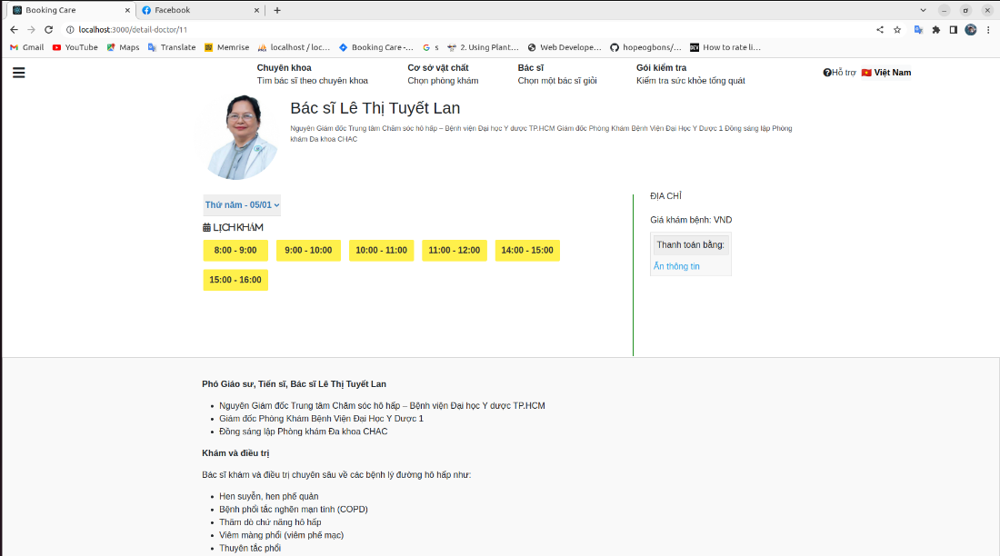 Booking Care
Facebook
localhost:3000/detail-doctor/11
Gmail YouTube Maps Translate Memrise localhost / loc... Booking Care -... s 2. Using Plant... Web Develope... hopeogbons/... How to rate li...
Chuyên khoa Cơ sở vật chất Bác sĩ Gói kiểm tra
Tìm bác sĩ theo chuyên khoa Chọn phòng khám Chọn một bác sĩ giỏi Kiểm tra sức khỏe tổng quát
Hỗ trợ Việt Nam
Bác sĩ Lê Thị Tuyết Lan
Nguyên Giám đốc Trung tâm Chăm sóc hô hấp – Bệnh viện Đại học Y dược TP.HCM Giám đốc Phòng Khám Bệnh Viện Đại Học Y Dược 1 Đồng sáng lập Phòng
khám Đa khoa CHAC
Thứ năm - 05/01
LỊCH KHÁM
8:00 - 9:00 9:00 - 10:00 10:00 - 11:00 11:00 - 12:00 14:00 - 15:00
15:00 - 16:00
ĐỊA CHỈ
Giá khám bệnh: VND
Thanh toán bằng:
Ẩn thông tin
Phó Giáo sư, Tiến sĩ, Bác sĩ Lê Thị Tuyết Lan
Nguyên Giám đốc Trung tâm Chăm sóc hô hấp – Bệnh viện Đại học Y dược TP.HCM
Giám đốc Phòng Khám Bệnh Viện Đại Học Y Dược 1
Đồng sáng lập Phòng khám Đa khoa CHAC
Khám và điều trị
Bác sĩ khám và điều trị chuyên sâu về các bệnh lý đường hô hấp như:
Hen suyễn, hen phế quản
Bệnh phổi tắc nghẽn mạn tính (COPD)
Thăm dò chứ năng hô hấp
Viêm màng phổi (viêm phế mạc)
Thuyên tắc phổi